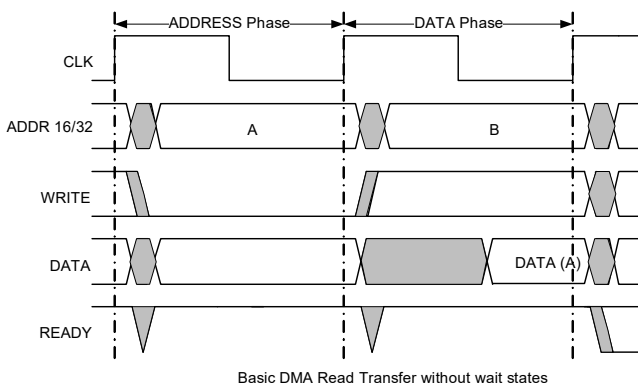 ADDRESS Phase DATA Phase
CLK
ADDR 16/32 A B
WRITE
DATA DATA (A)
READY
Basic DMA Read Transfer without wait states